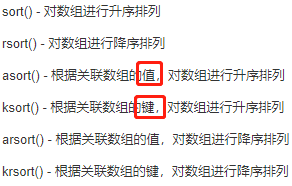 sort() - 对数组进行升序排列
rsort() - 对数组进行降序排列
asort() - 根据关联数组的值，对数组进行升序排列
ksort() - 根据关联数组的键，对数组进行升序排列
arsort() - 根据关联数组的值，对数组进行降序排列
krsort() - 根据关联数组的键，对数组进行降序排列